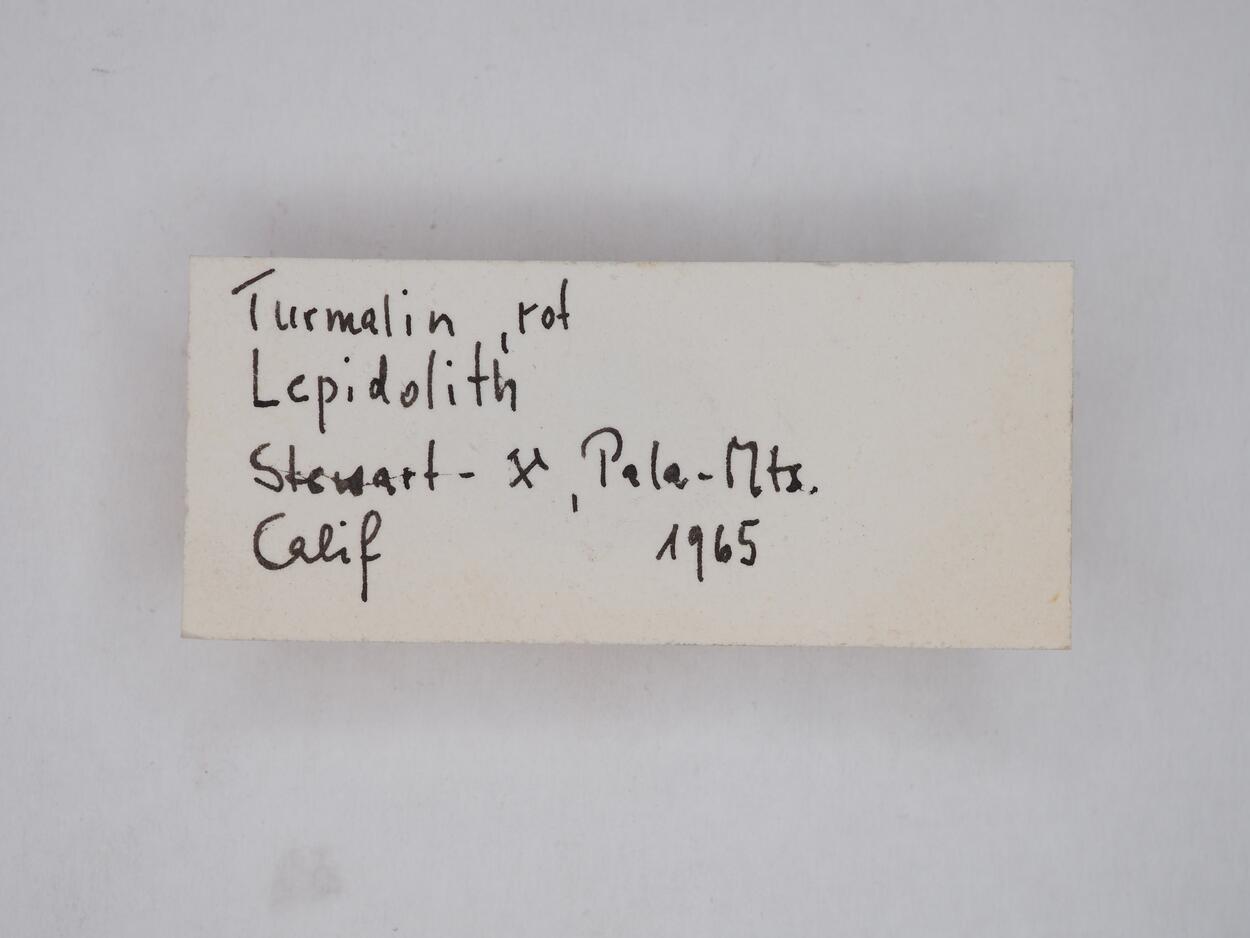 Turmalin, rot
Lepidolith
Stewart- ⚒, Pala-Mts.
Calif 1965